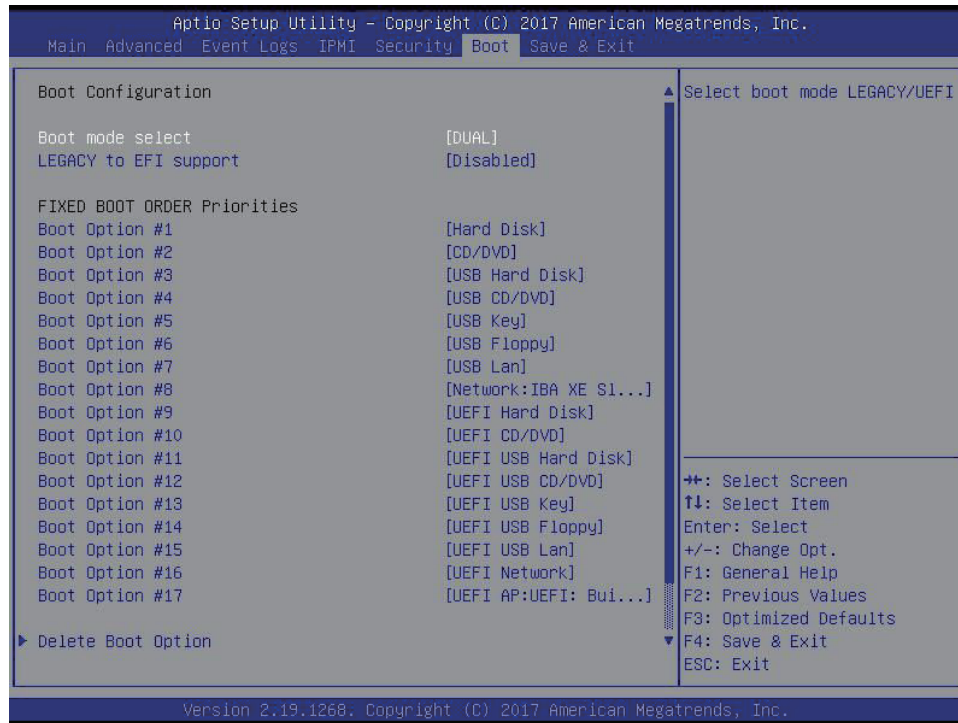 Aptio Setup Utility – Copyright (C) 2017 American Megatrends, Inc.
Main Advanced Event Logs IPMI Security Boot Save & Exit
Boot Configuration
Boot mode select [DUAL]
LEGACY to EFI support [Disabled]
FIXED BOOT ORDER Priorities
Boot Option #1 [Hard Disk]
Boot Option #2 [CD/DVD]
Boot Option #3 [USB Hard Disk]
Boot Option #4 [USB CD/DVD]
Boot Option #5 [USB Key]
Boot Option #6 [USB Floppy]
Boot Option #7 [USB Lan]
Boot Option #8 [Network:IBA XE Sl...]
Boot Option #9 [UEFI Hard Disk]
Boot Option #10 [UEFI CD/DVD]
Boot Option #11 [UEFI USB Hard Disk]
Boot Option #12 [UEFI USB CD/DVD]
Boot Option #13 [UEFI USB Key]
Boot Option #14 [UEFI USB Floppy]
Boot Option #15 [UEFI USB Lan]
Boot Option #16 [UEFI Network]
Boot Option #17 [UEFI AP:UEFI: Bui...]
Delete Boot Option
Select boot mode LEGACY/UEFI
→←: Select Screen
↑↓: Select Item
Enter: Select
+/-: Change Opt.
F1: General Help
F2: Previous Values
F3: Optimized Defaults
F4: Save & Exit
ESC: Exit
Version 2.19.1268. Copyright (C) 2017 American Megatrends, Inc.